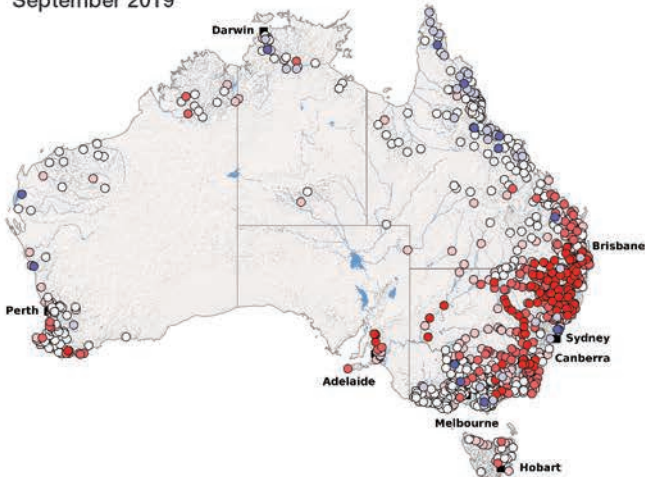 September 2019
Darwin
Brisbane
Perth
Sydney
Canberra
Adelaide
Melbourne
Hobart